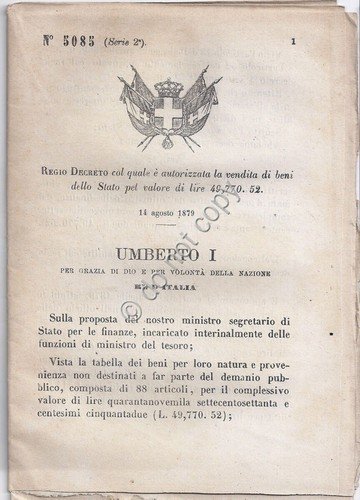 N° 5085 (Serie 2ª). 1
REGIO DECRETO col quale è autorizzata la vendita di beni
dello Stato pel valore di lire 49,770. 52.
14 agosto 1879
UMBERTO I
PER GRAZIA DI DIO E PER VOLONTÀ DELLA NAZIONE
RE D'ITALIA
Sulla proposta del nostro ministro segretario di
Stato per le finanze, incaricato interinalmente delle
funzioni di ministro del tesoro;
Vista la tabella dei beni per loro natura e prove-
nienza non destinati a far parte del demanio pub-
blico, composta di 88 articoli, per il complessivo
valore di lire quarantanovemila settecentosettanta e
centesimi cinquantadue (L. 49,770. 52);